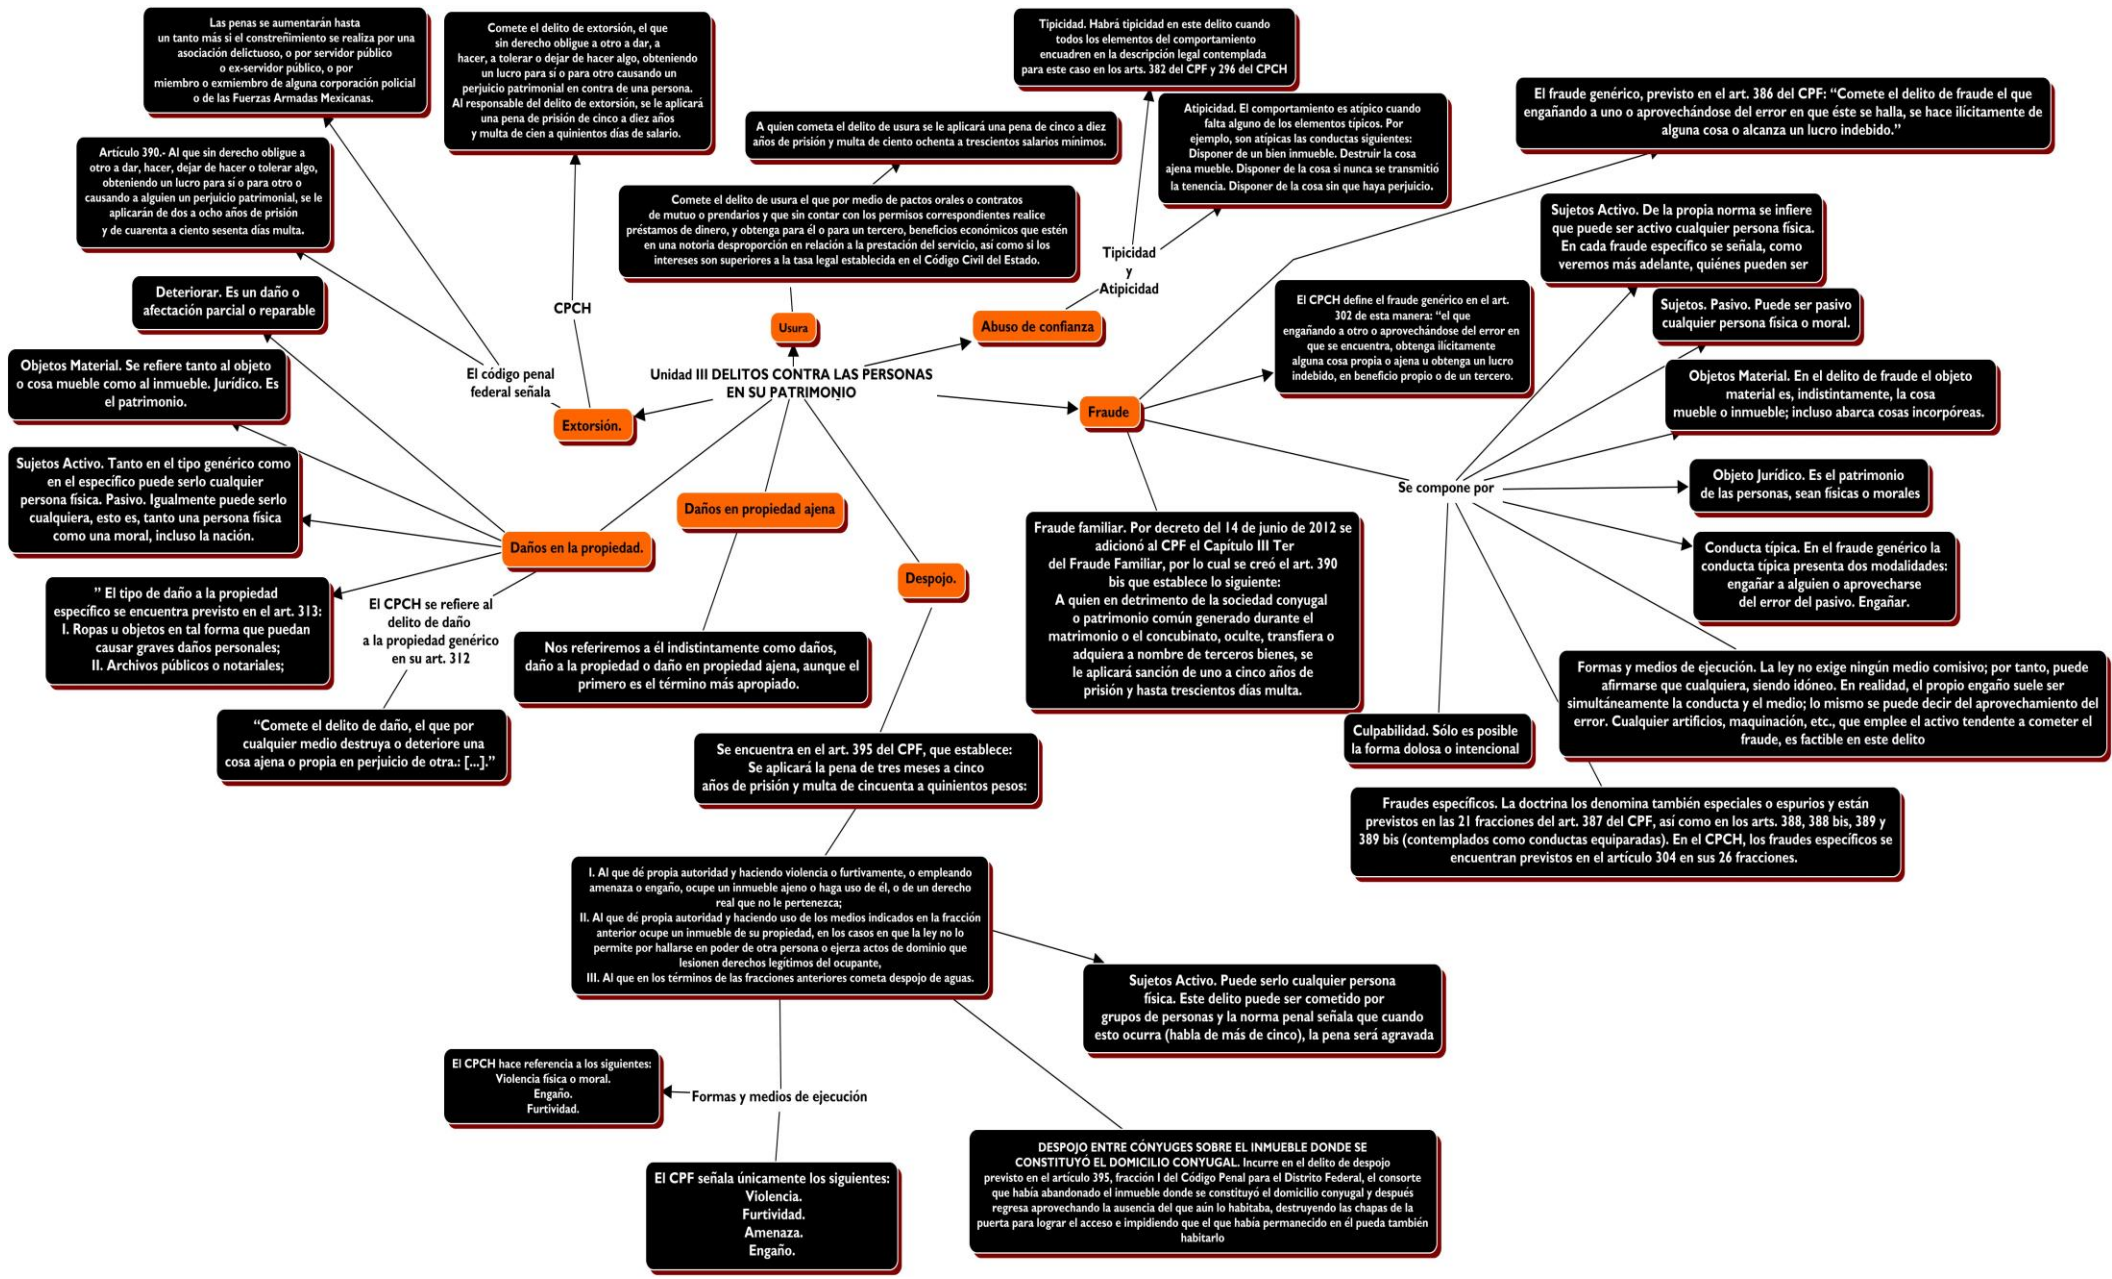 Las penas se aumentarán hasta
un tanto más si el constreñimiento se realiza por una
asociación delictuoso, o por servidor público
o ex-servidor público, o por
miembro o exmiembro de alguna corporación policial
o de las Fuerzas Armadas Mexicanas.
Comete el delito de extorsión, el que
sin derecho obligue a otro a dar, a
hacer, a tolerar o dejar de hacer algo, obteniendo
un lucro para sí o para otro causando un
perjuicio patrimonial en contra de una persona.
Al responsable del delito de extorsión, se le aplicará
una pena de prisión de cinco a diez años
y multa de cien a quinientos días de salario.
Artículo 390.- Al que sin derecho obligue a
otro a dar, hacer, dejar de hacer o tolerar algo,
obteniendo un lucro para sí o para otro o
causando a alguien un perjuicio patrimonial, se le
aplicarán de dos a ocho años de prisión
y de cuarenta a ciento sesenta días multa.
A quien cometa el delito de usura se le aplicará una pena de cinco a diez
años de prisión y multa de ciento ochenta a trescientos salarios mínimos.
Comete el delito de usura el que por medio de pactos orales o contratos
de mutuo o prendarios y que sin contar con los permisos correspondientes realice
préstamos de dinero, y obtenga para él o para un tercero, beneficios económicos que estén
en una notoria desproporción en relación a la prestación del servicio, así como si los
intereses son superiores a la tasa legal establecida en el Código Civil del Estado.
Tipicidad. Habrá tipicidad en este delito cuando
todos los elementos del comportamiento
encuadren en la descripción legal contemplada
para este caso en los arts. 382 del CPF y 296 del CPCH
Atipicidad. El comportamiento es atípico cuando
falta alguno de los elementos típicos. Por
ejemplo, son atípicas las conductas siguientes:
Disponer de un bien inmueble. Destruir la cosa
ajena mueble. Disponer de la cosa si nunca se transmitió
la tenencia. Disponer de la cosa sin que haya perjuicio.
Tipicidad
y
Atipicidad
El fraude genérico, previsto en el art. 386 del CPF: “Comete el delito de fraude el que
engañando a uno o aprovechándose del error en que éste se halla, se hace ilícitamente de
alguna cosa o alcanza un lucro indebido.”
Sujetos Activo. De la propia norma se infiere
que puede ser activo cualquier persona física.
En cada fraude específico se señala, como
veremos más adelante, quiénes pueden ser
El CPCH define el fraude genérico en el art.
302 de esta manera: “el que
engañando a otro o aprovechándose del error en
que se encuentra, obtenga ilícitamente
alguna cosa propia o ajena u obtenga un lucro
indebido, en beneficio propio o de un tercero.
Sujetos. Pasivo. Puede ser pasivo
cualquier persona física o moral.
Objetos Material. En el delito de fraude el objeto
material es, indistintamente, la cosa
mueble o inmueble; incluso abarca cosas incorpóreas.
Deteriorar. Es un daño o
afectación parcial o reparable
CPCH
Usura
Abuso de confianza
Objetos Material. Se refiere tanto al objeto
o cosa mueble como al inmueble. Jurídico. Es
el patrimonio.
El código penal
federal señala
Unidad III DELITOS CONTRA LAS PERSONAS
EN SU PATRIMONIO
Extorsión.
Fraude
Sujetos Activo. Tanto en el tipo genérico como
en el específico puede serlo cualquier
persona física. Pasivo. Igualmente puede serlo
cualquiera, esto es, tanto una persona física
como una moral, incluso la nación.
Se compone por
Objeto Jurídico. Es el patrimonio
de las personas, sean físicas o morales
Daños en propiedad ajena
Daños en la propiedad.
Despojo.
Fraude familiar. Por decreto del 14 de junio de 2012 se
adicionó al CPF el Capítulo III Ter
del Fraude Familiar, por lo cual se creó el art. 390
bis que establece lo siguiente:
A quien en detrimento de la sociedad conyugal
o patrimonio común generado durante el
matrimonio o el concubinato, oculte, transfiera o
adquiera a nombre de terceros bienes, se
le aplicará sanción de uno a cinco años de
prisión y hasta trescientos días multa.
Conducta típica. En el fraude genérico la
conducta típica presenta dos modalidades:
engañar a alguien o aprovecharse
del error del pasivo. Engañar.
” El tipo de daño a la propiedad
específico se encuentra previsto en el art. 313:
I. Ropas u objetos en tal forma que puedan
causar graves daños personales;
II. Archivos públicos o notariales;
El CPCH se refiere al
delito de daño
a la propiedad genérico
en su art. 312
Nos referiremos a él indistintamente como daños,
daño a la propiedad o daño en propiedad ajena, aunque el
primero es el término más apropiado.
Formas y medios de ejecución. La ley no exige ningún medio comisivo; por tanto, puede
afirmarse que cualquiera, siendo idóneo. En realidad, el propio engaño suele ser
simultáneamente la conducta y el medio; lo mismo se puede decir del aprovechamiento del
error. Cualquier artificios, maquinación, etc., que emplee el activo tendente a cometer el
fraude, es factible en este delito
“Comete el delito de daño, el que por
cualquier medio destruya o deteriore una
cosa ajena o propia en perjuicio de otra.: [...].”
Culpabilidad. Sólo es posible
la forma dolosa o intencional
Se encuentra en el art. 395 del CPF, que establece:
Se aplicará la pena de tres meses a cinco
años de prisión y multa de cincuenta a quinientos pesos:
Fraudes específicos. La doctrina los denomina también especiales o espurios y están
previstos en las 21 fracciones del art. 387 del CPF, así como en los arts. 388, 388 bis, 389 y
389 bis (contemplados como conductas equiparadas). En el CPCH, los fraudes específicos se
encuentran previstos en el artículo 304 en sus 26 fracciones.
I. Al que dé propia autoridad y haciendo violencia o furtivamente, o empleando
amenaza o engaño, ocupe un inmueble ajeno o haga uso de él, o de un derecho
real que no le pertenezca;
II. Al que dé propia autoridad y haciendo uso de los medios indicados en la fracción
anterior ocupe un inmueble de su propiedad, en los casos en que la ley no lo
permite por hallarse en poder de otra persona o ejerza actos de dominio que
lesionen derechos legítimos del ocupante,
III. Al que en los términos de las fracciones anteriores cometa despojo de aguas.
Sujetos Activo. Puede serlo cualquier persona
física. Este delito puede ser cometido por
grupos de personas y la norma penal señala que cuando
esto ocurra (habla de más de cinco), la pena será agravada
El CPCH hace referencia a los siguientes:
Violencia física o moral.
Engaño.
Furtividad.
Formas y medios de ejecución
El CPF señala únicamente los siguientes:
Violencia.
Furtividad.
Amenaza.
Engaño.
DESPOJO ENTRE CÓNYUGES SOBRE EL INMUEBLE DONDE SE
CONSTITUYÓ EL DOMICILIO CONYUGAL. Incurre en el delito de despojo
previsto en el artículo 395, fracción I del Código Penal para el Distrito Federal, el consorte
que había abandonado el inmueble donde se constituyó el domicilio conyugal y después
regresa aprovechando la ausencia del que aún lo habitaba, destruyendo las chapas de la
puerta para lograr el acceso e impidiendo que el que había permanecido en él pueda también
habitarlo